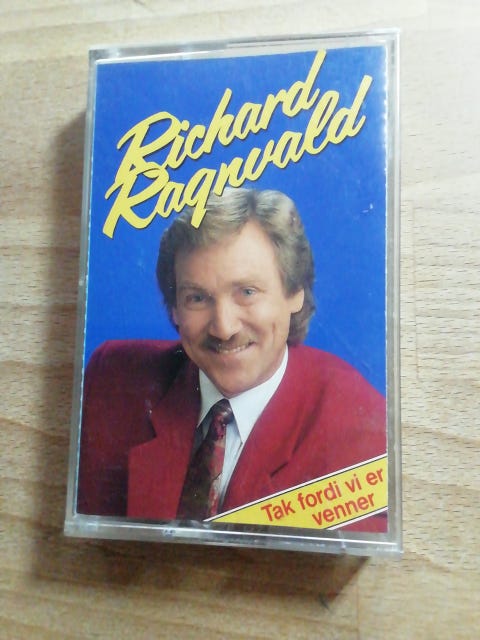 Richard
Ragnvald
Tak fordi vi er
venner